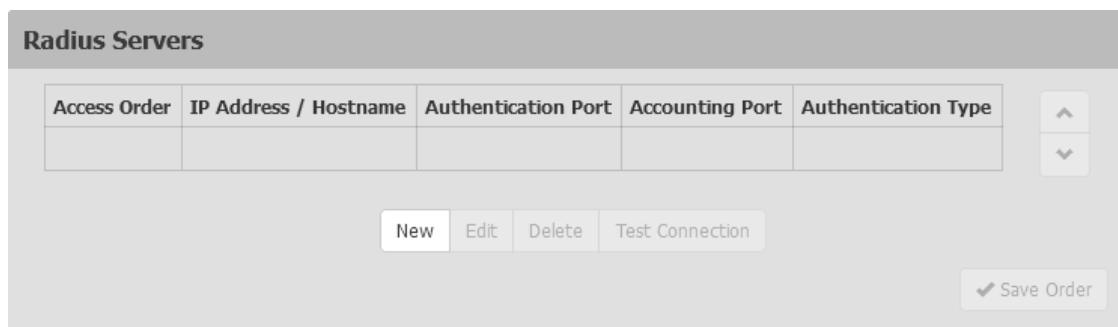 Radius Servers
Access Order IP Address / Hostname Authentication Port Accounting Port Authentication Type
New Edit Delete Test Connection
Save Order